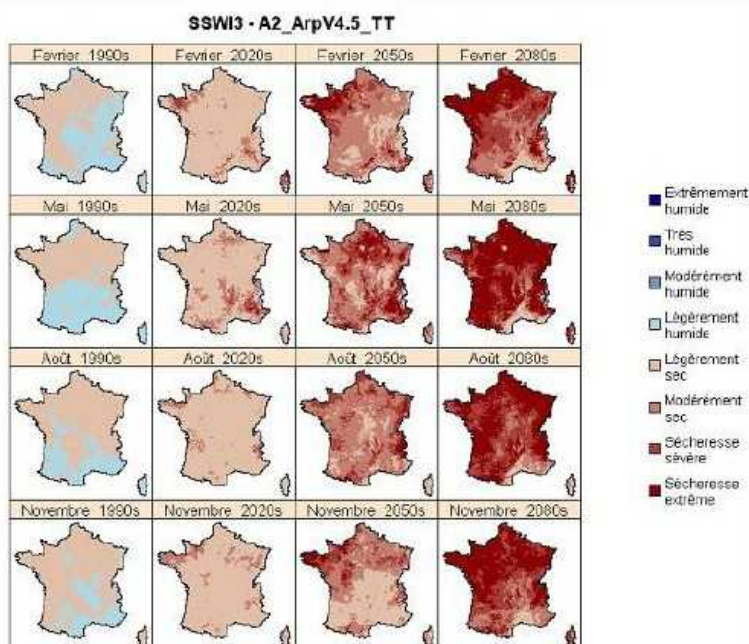 SSWI3 - A2_ArpV4.5_TT
Fevrier 1990s
Fevrier 2020s
Fevrier 2050s
Fevrier 2080s
Mai 1990s
Mai 2020s
Mai 2050s
Mai 2080s
Août 1990s
Août 2020s
Août 2050s
Août 2080s
Novembre 1990s
Novembre 2020s
Novembre 2050s
Novembre 2080s
Extrêmement
humide
Très
humide
Modérément
humide
Légèrement
humide
Légèrement
sec
Modérément
sec
Sécheresse
sévère
Sécheresse
extrême